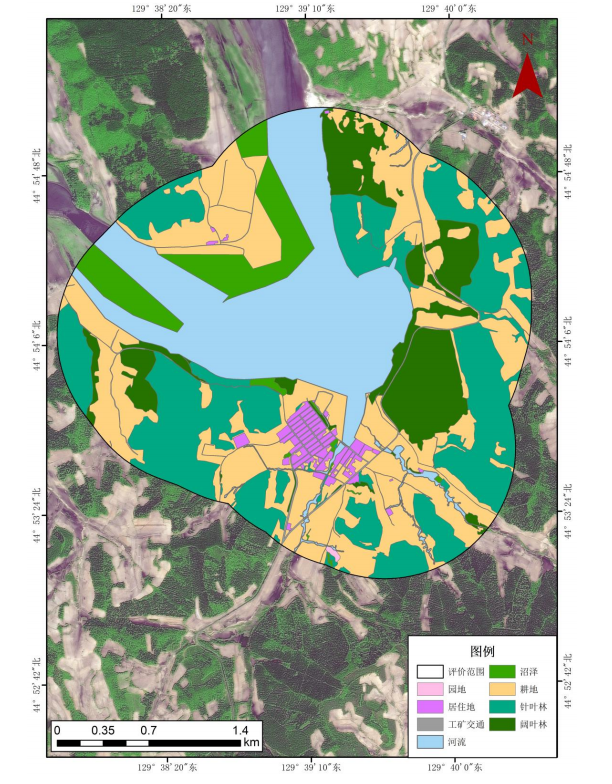 129° 38'20"东 129° 39'10"东 129° 40'0"东
N
44° 54'48"北 44° 54'48"北
44° 54'6"北 44° 54'6"北
44° 53'24"北 44° 53'24"北
44° 52'42"北 44° 52'42"北
图例
评价范围 沼泽
园地 耕地
居住地 针叶林
工矿交通 阔叶林
河流
0 0.35 0.7 1.4
km
129° 38'20"东 129° 39'10"东 129° 40'0"东